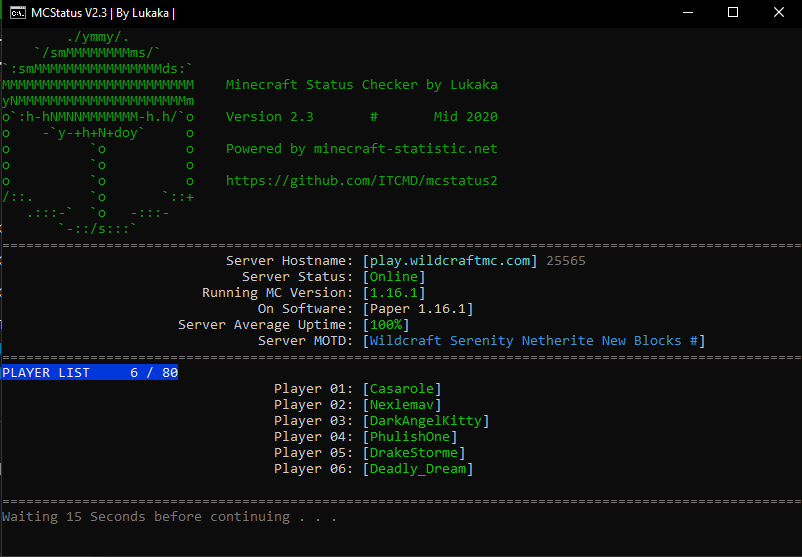 MCStatus V2.3 | By Lukaka |
./ymmy/.
`/smMMMMMMMMms/`
`:smMMMMMMMMMMMMMMMMds:`
MMMMMMMMMMMMMMMMMMMMMMMM Minecraft Status Checker by Lukaka
yNMMMMMMMMMMMMMMMMMMMMMm
o`:h-hNMNNMMMMMMM-h.h/`o Version 2.3 # Mid 2020
o -`y-+h+N+doy` o
o `o o Powered by minecraft-statistic.net
o `o o
o `o o https://github.com/ITCMD/mcstatus2
/::. `o `::+
.:::-` `o -:::-
`-::/s:::`
====================================================================================================
Server Hostname: [play.wildcraftmc.com] 25565
Server Status: [Online]
Running MC Version: [1.16.1]
On Software: [Paper 1.16.1]
Server Average Uptime: [100%]
Server MOTD: [Wildcraft Serenity Netherite New Blocks #]
====================================================================================================
PLAYER LIST 6 / 80
Player 01: [Casarole]
Player 02: [Nexlemav]
Player 03: [DarkAngelKitty]
Player 04: [PhulishOne]
Player 05: [DrakeStorme]
Player 06: [Deadly_Dream]
====================================================================================================
Waiting 15 Seconds before continuing . . .